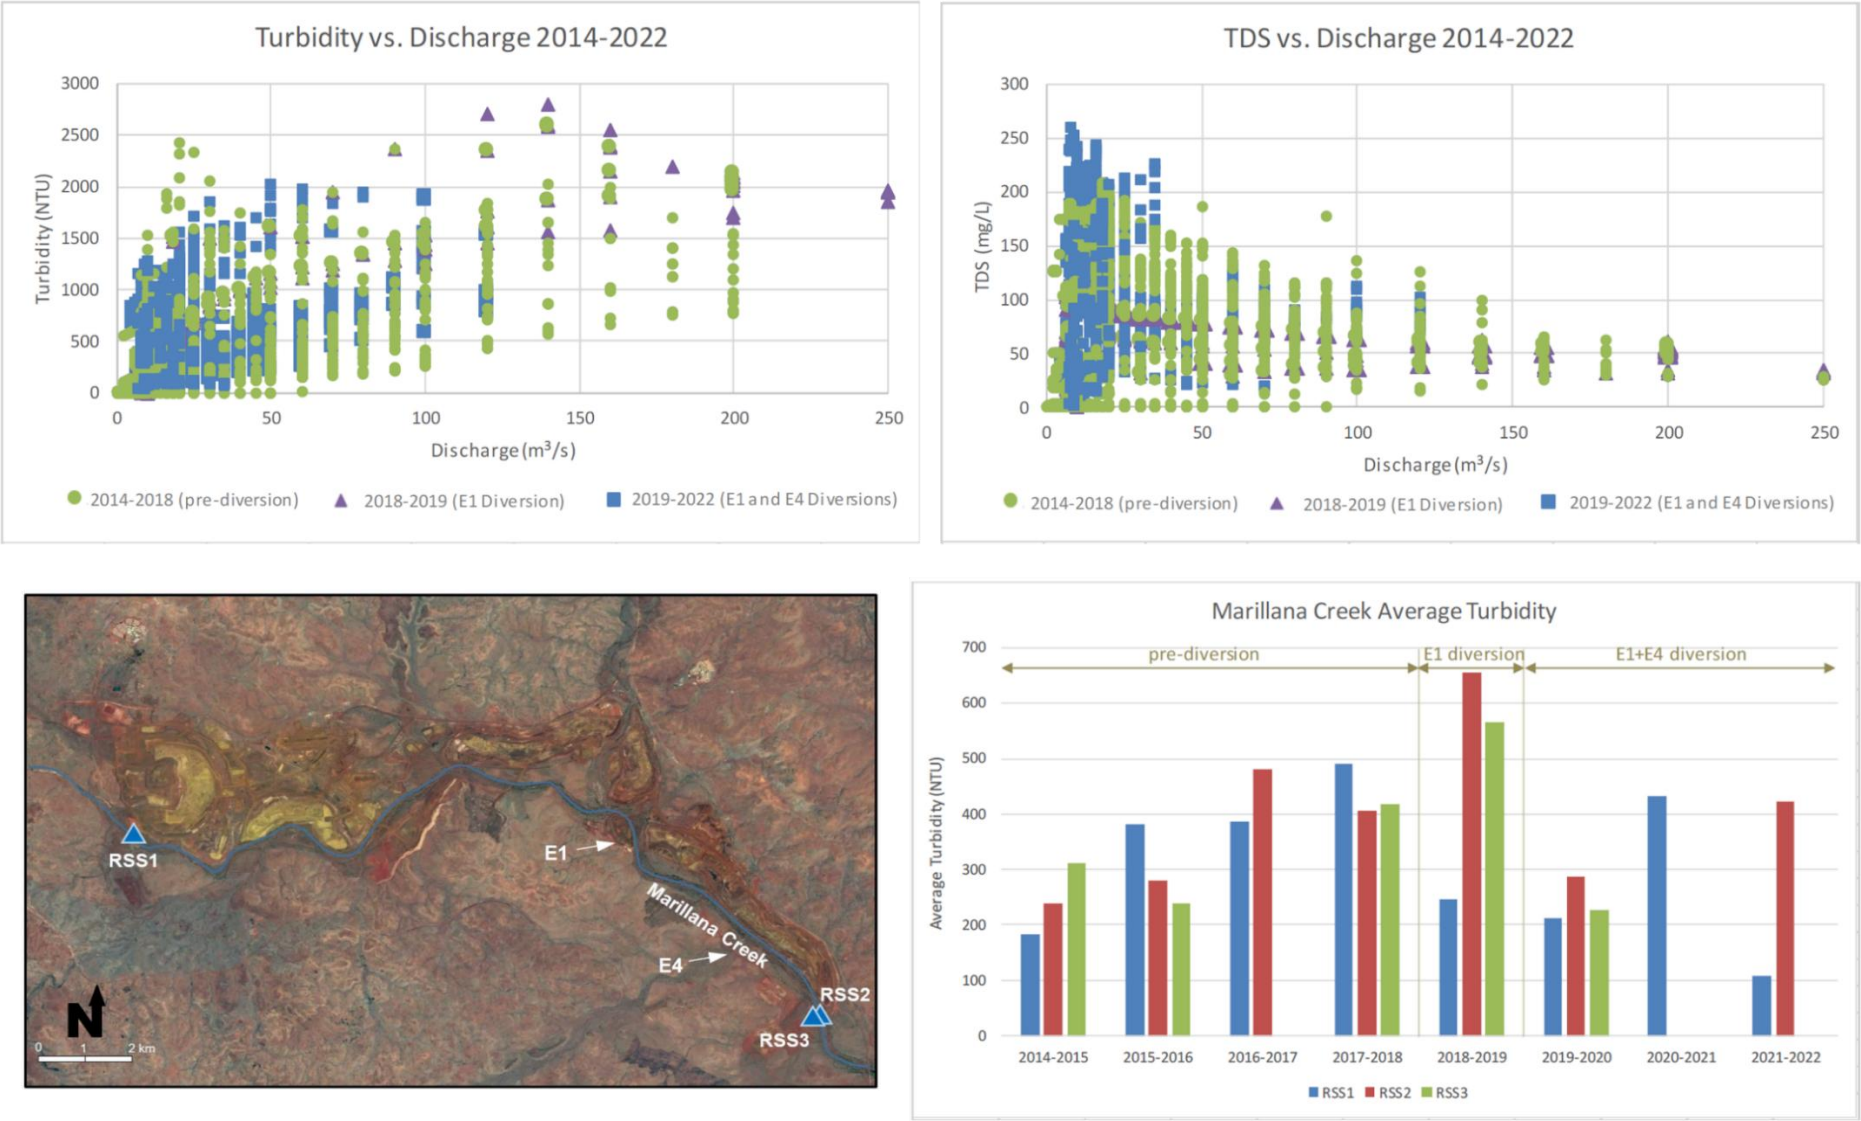 Turbidity vs. Discharge 2014-2022
3000
2500
2000
1500
1000
500
0
Turbidity (NTU)
0 50 100 150 200 250
Discharge (m³/s)
2014-2018 (pre-diversion) 2018-2019 (E1 Diversion) 2019-2022 (E1 and E4 Diversions)
TDS vs. Discharge 2014-2022
300
250
200
150
100
50
0
TDS (mg/L)
0 50 100 150 200 250
Discharge (m³/s)
2014-2018 (pre-diversion) 2018-2019 (E1 Diversion) 2019-2022 (E1 and E4 Diversions)
RSS1
E1
Marillana Creek
E4
RSS2
RSS3
N
0 1 2 km
Marillana Creek Average Turbidity
700
600
500
400
300
200
100
0
Average Turbidity (NTU)
pre-diversion E1 diversion E1+E4 diversion
2014-2015 2015-2016 2016-2017 2017-2018 2018-2019 2019-2020 2020-2021 2021-2022
RSS1 RSS2 RSS3